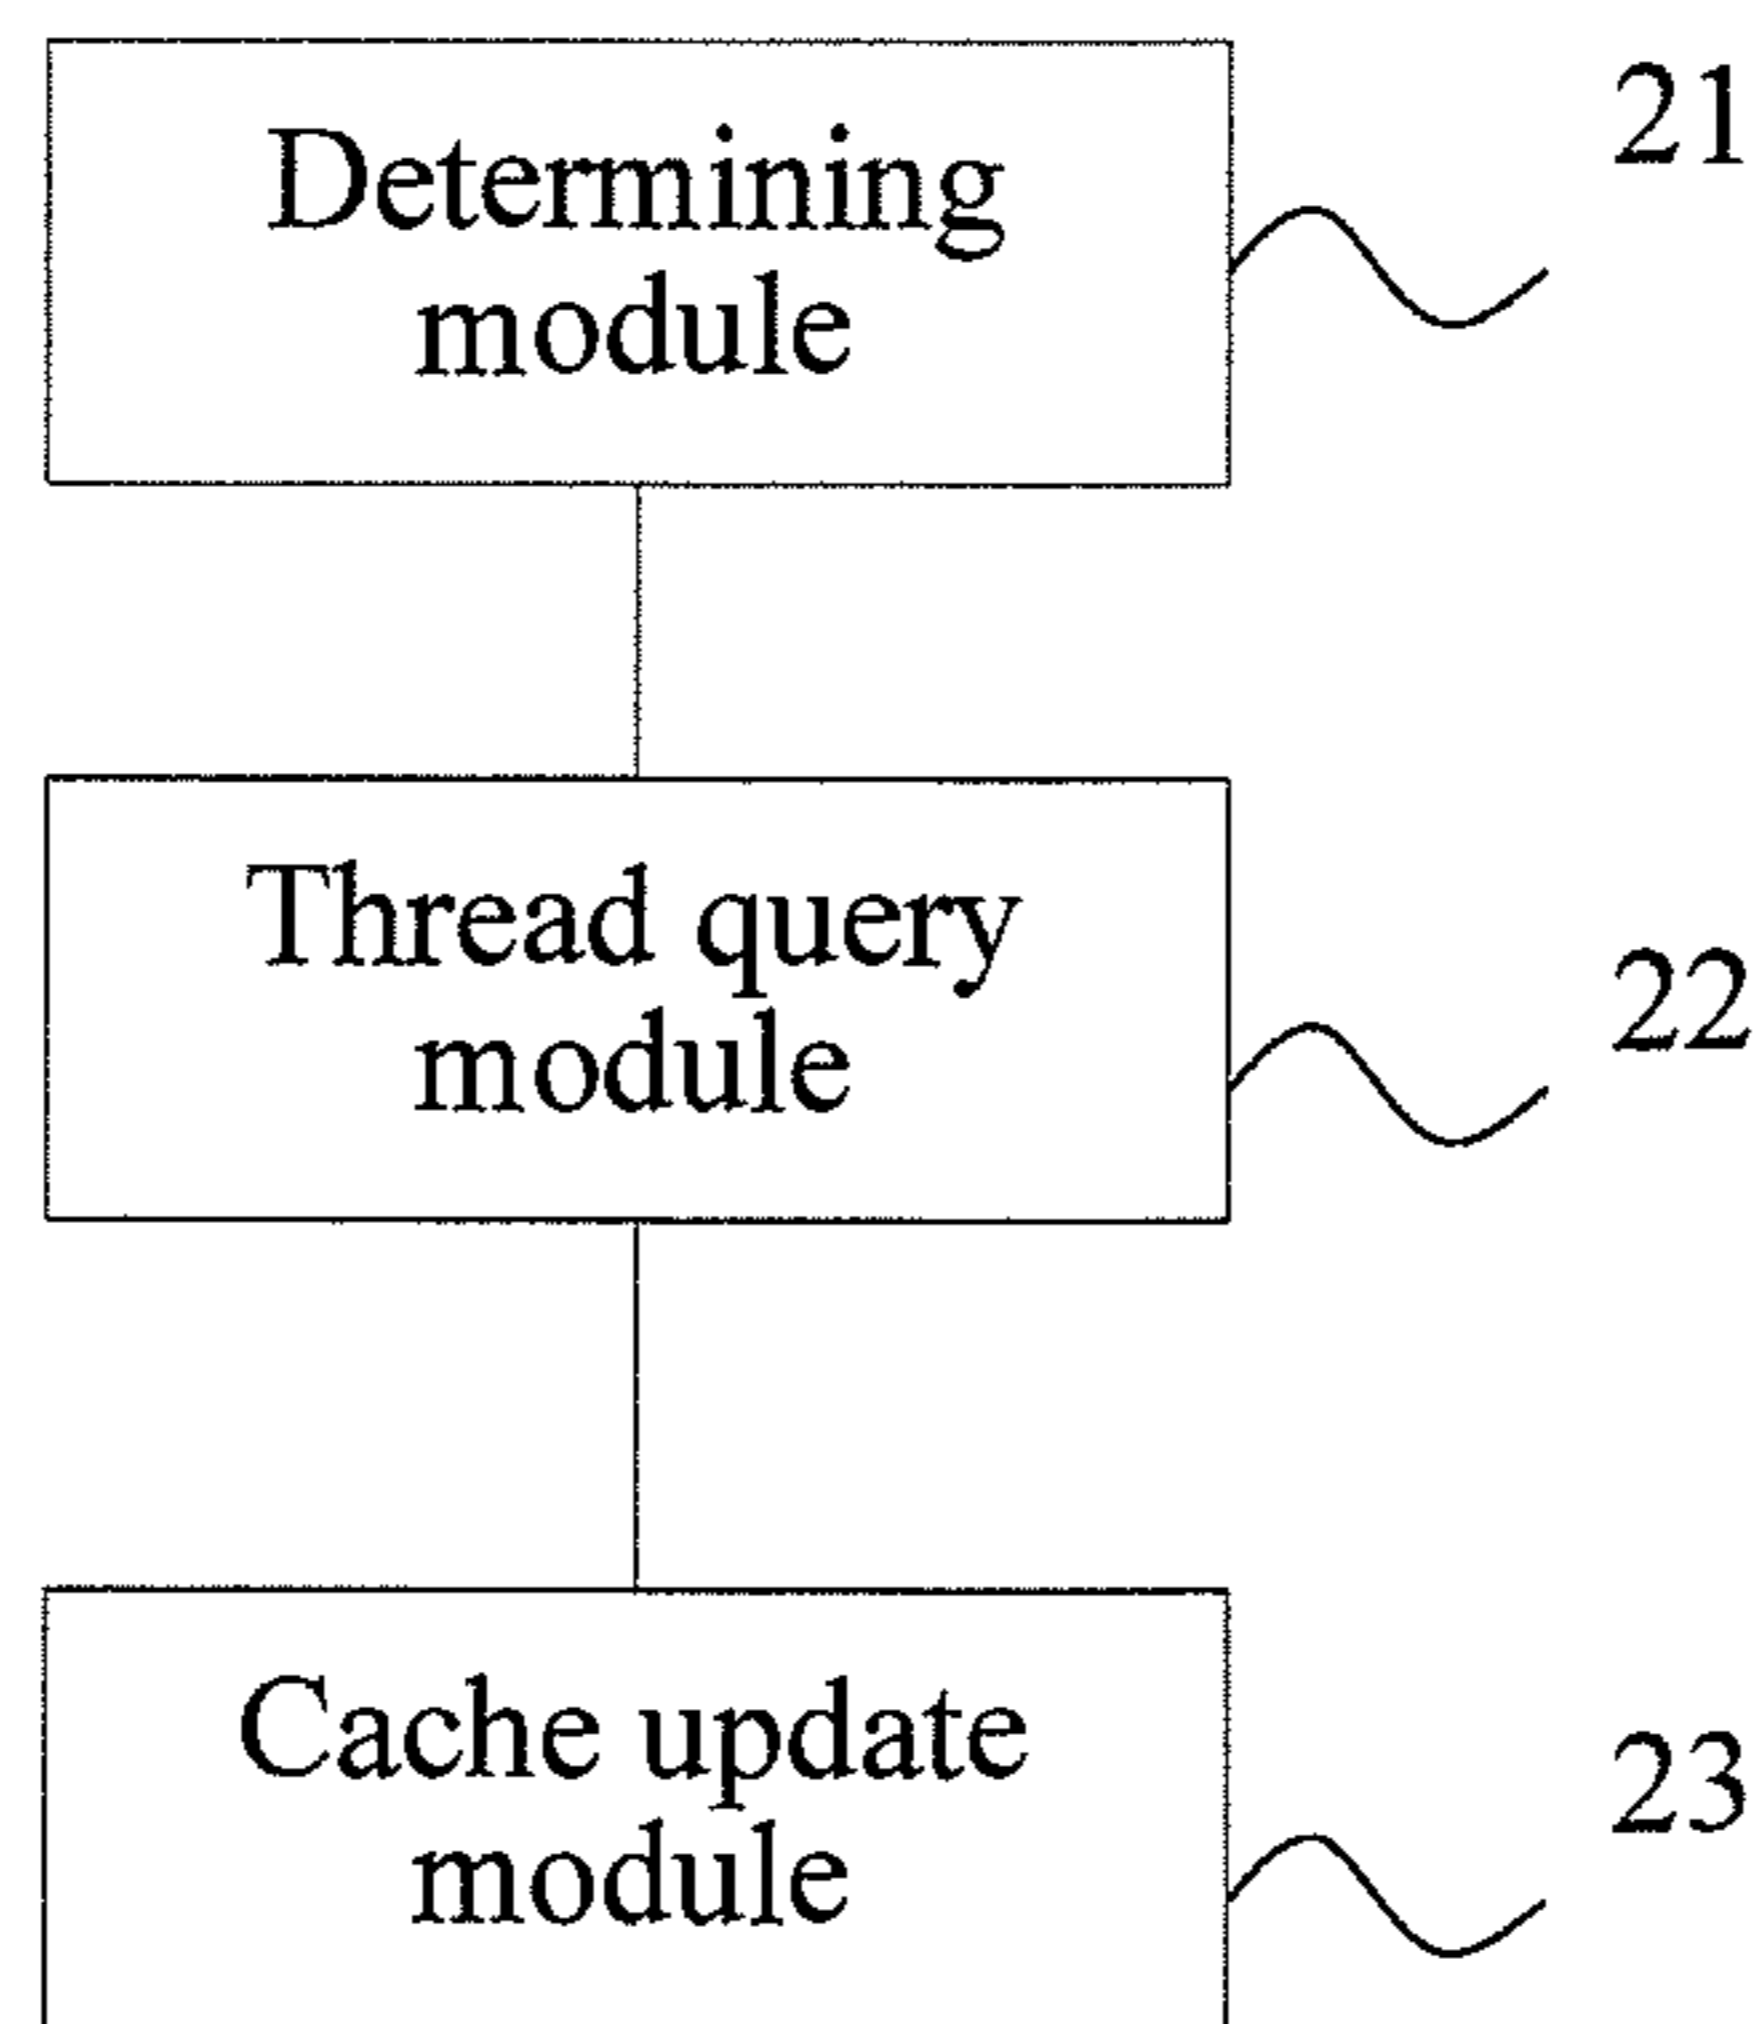 Determining
module
21
Thread query
module
22
Cache update
module
23